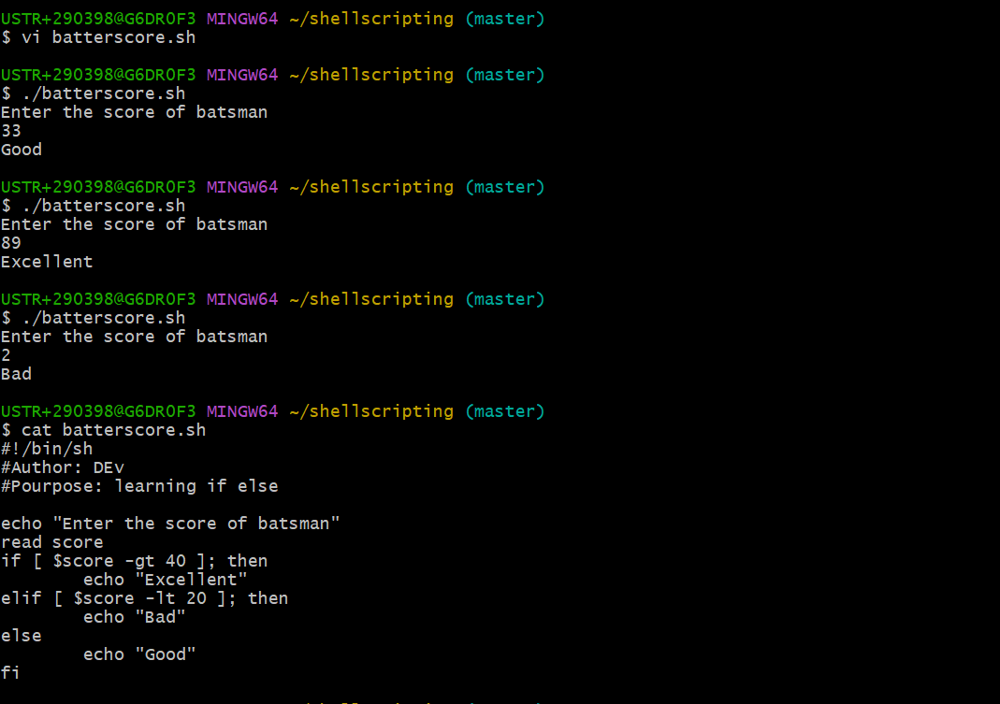 USTR+290398@G6DR0F3 MINGW64 ~/shellscripting (master)
$ vi batterscore.sh
USTR+290398@G6DR0F3 MINGW64 ~/shellscripting (master)
$ ./batterscore.sh
Enter the score of batsman
33
Good
USTR+290398@G6DR0F3 MINGW64 ~/shellscripting (master)
$ ./batterscore.sh
Enter the score of batsman
89
Excellent
USTR+290398@G6DR0F3 MINGW64 ~/shellscripting (master)
$ ./batterscore.sh
Enter the score of batsman
2
Bad
USTR+290398@G6DR0F3 MINGW64 ~/shellscripting (master)
$ cat batterscore.sh
#!/bin/sh
#Author: DEv
#Pourpose: learning if else
echo "Enter the score of batsman"
read score
if [ $score -gt 40 ]; then
        echo "Excellent"
elif [ $score -lt 20 ]; then
        echo "Bad"
else
        echo "Good"
fi